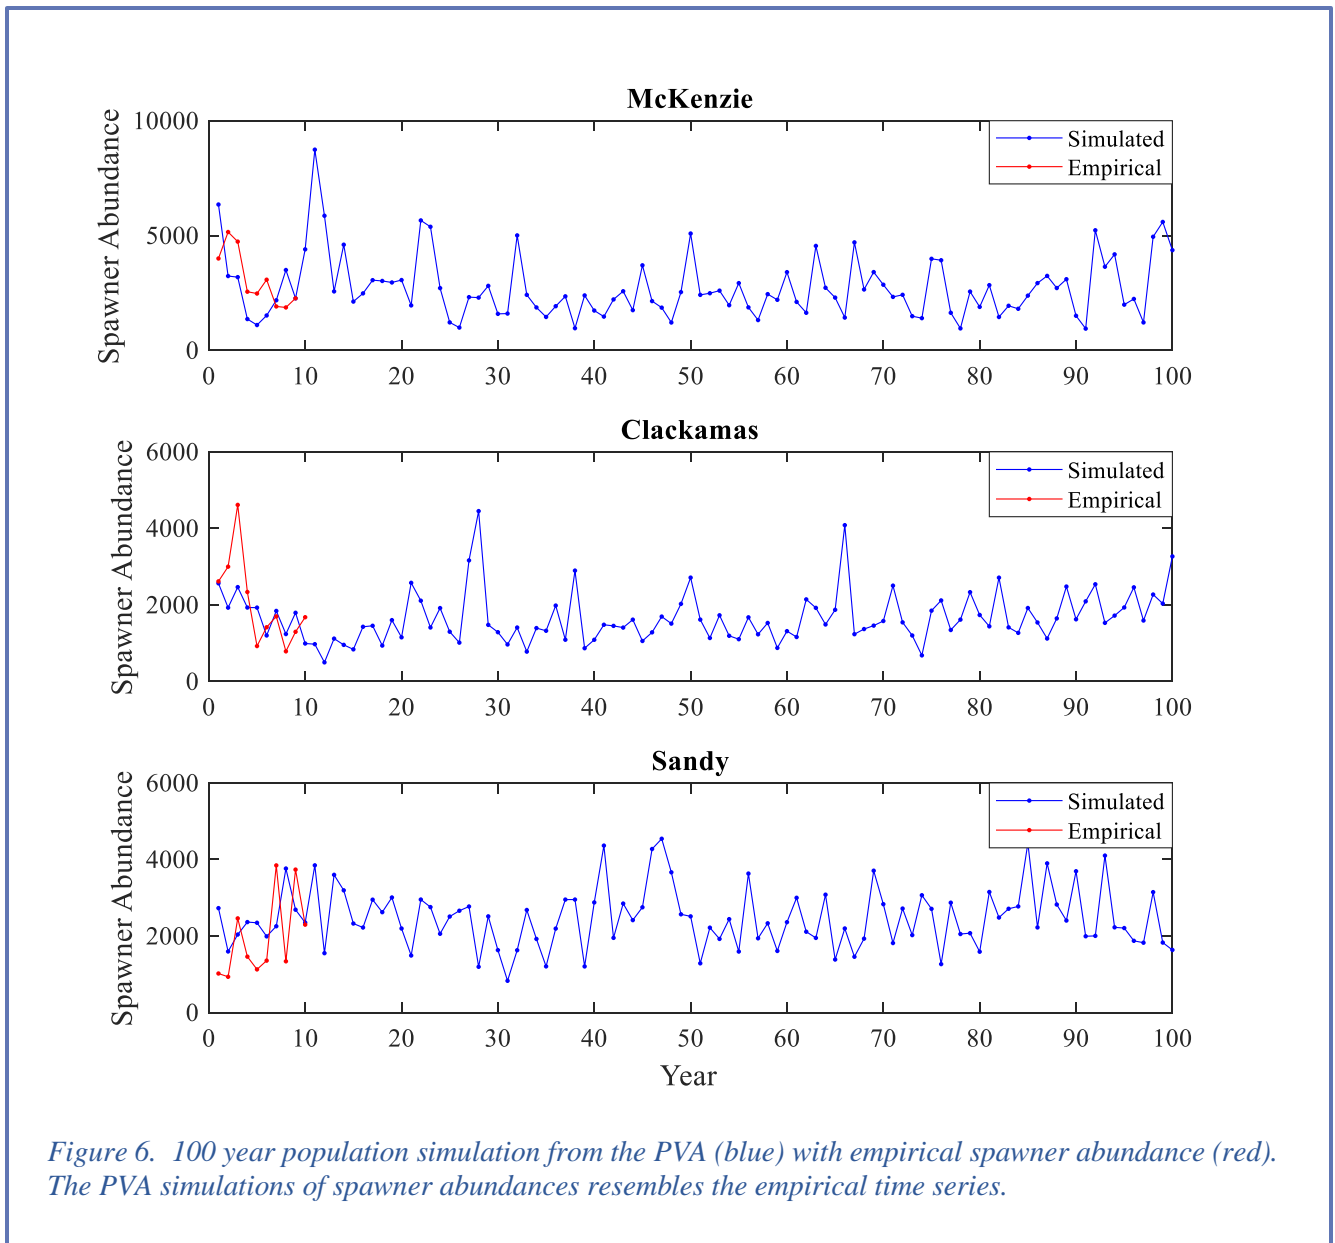 McKenzie
Spawner Abundance
10000
5000
0
Simulated
Empirical
0 10 20 30 40 50 60 70 80 90 100
Clackamas
Spawner Abundance
6000
4000
2000
0
Simulated
Empirical
0 10 20 30 40 50 60 70 80 90 100
Sandy
Spawner Abundance
6000
4000
2000
0
Simulated
Empirical
0 10 20 30 40 50 60 70 80 90 100
Year
Figure 6.  100 year population simulation from the PVA (blue) with empirical spawner abundance (red).
The PVA simulations of spawner abundances resembles the empirical time series.